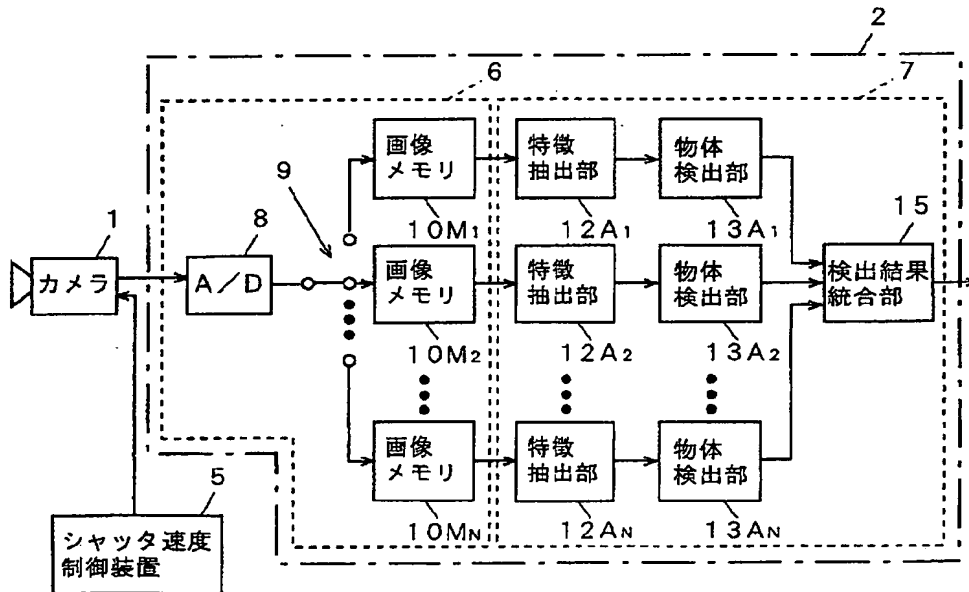 2
6
7
画像
メモリ
特徴
抽出部
物体
検出部
9
10M₁
12A₁
13A₁
15
1
8
カメラ
A/D
画像
メモリ
特徴
抽出部
物体
検出部
検出結果
統合部
10M₂
12A₂
13A₂
画像
メモリ
特徴
抽出部
物体
検出部
5
10Mɴ
12Aɴ
13Aɴ
シャッタ速度
制御装置